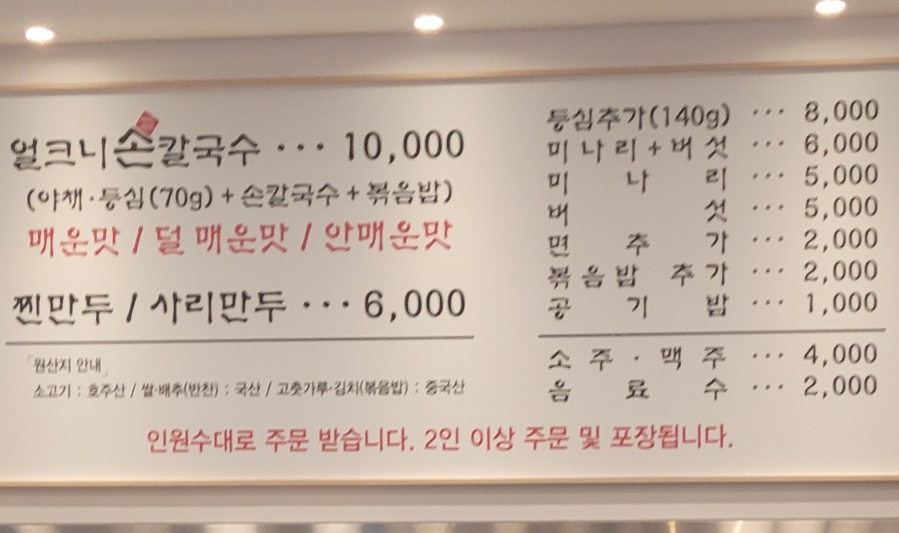 얼크니손칼국수 ··· 10,000
(야채·등심(70g)+손칼국수+볶음밥)
매운맛 / 덜 매운맛 / 안매운맛
찐만두 / 사리만두 ··· 6,000
「원산지 안내」
소고기 : 호주산 / 쌀·배추(반찬) : 국산 / 고춧가루·김치(볶음밥) : 중국산
등심추가(140g) ··· 8,000
미나리+버섯 ··· 6,000
미나리 ··· 5,000
버섯 ··· 5,000
면추가 ··· 2,000
볶음밥 추가 ··· 2,000
공기밥 ··· 1,000
소주·맥주 ··· 4,000
음료수 ··· 2,000
인원수대로 주문 받습니다. 2인 이상 주문 및 포장됩니다.